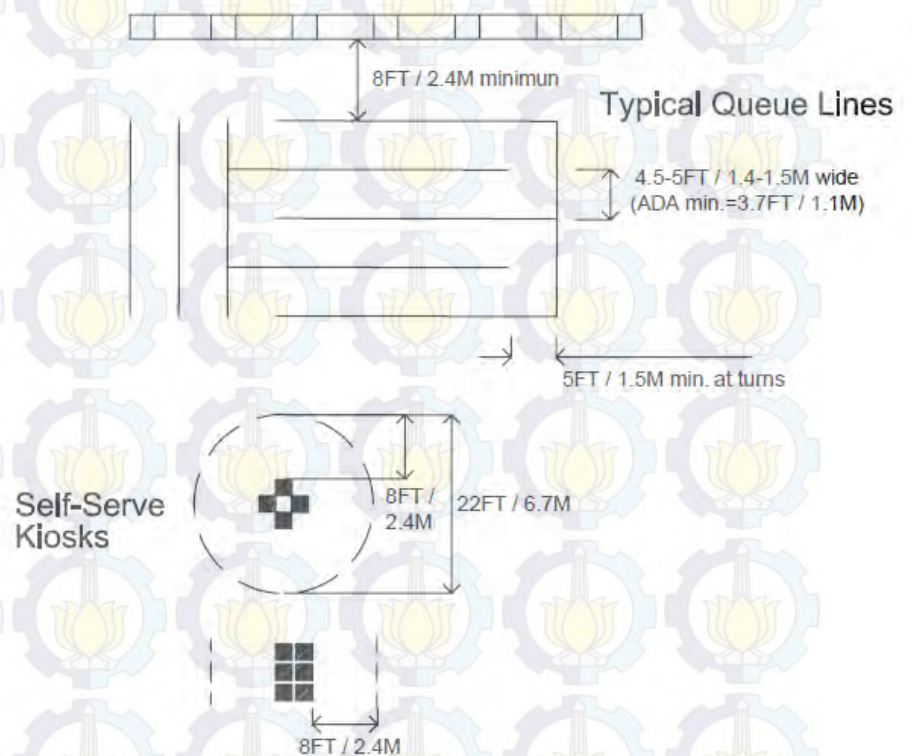 8FT / 2.4M minimun
Typical Queue Lines
4.5-5FT / 1.4-1.5M wide
(ADA min.=3.7FT / 1.1M)
5FT / 1.5M min. at turns
Self-Serve
Kiosks
8FT /
2.4M
22FT / 6.7M
8FT / 2.4M